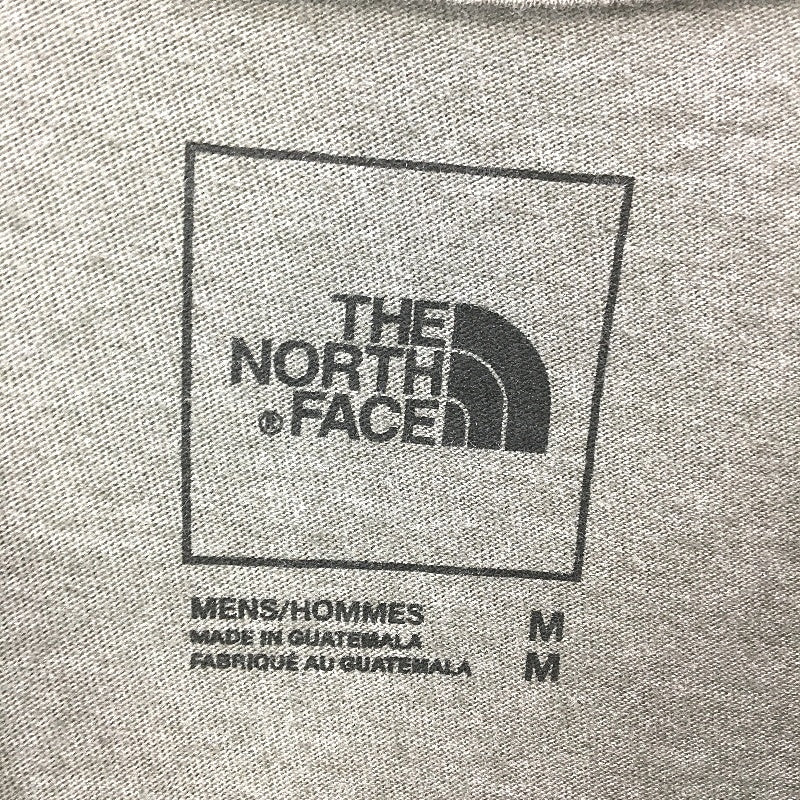 THE
NORTH
® FACE
MENS/HOMMES M
MADE IN GUATEMALA
FABRIQUÉ AU GUATEMALA M